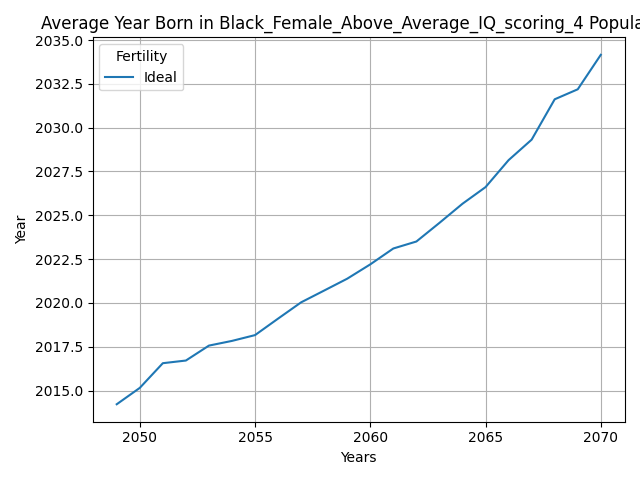 Average Year Born in Black_Female_Above_Average_IQ_scoring_4 Popula
Fertility
Ideal
2035.0
2032.5
2030.0
2027.5
2025.0
2022.5
2020.0
2017.5
2015.0
Year
2050 2055 2060 2065 2070
Years